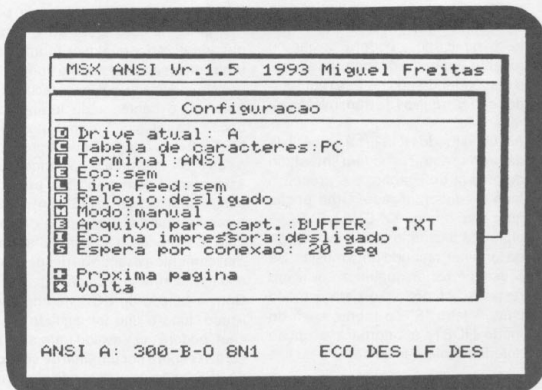 MSX ANSI Vr.1.5 1993 Miguel Freitas
Configuracao
D Drive atual: A
C Tabela de caracteres:PC
T Terminal:ANSI
E Eco:sem
L Line Feed:sem
R Relogio:desligado
M Modo:manual
B Arquivo para capt.:BUFFER .TXT
I Eco na impressora:desligado
S Espera por conexao: 20 seg
Proxima pagina
Volta
ANSI A: 300-B-O 8N1 ECO DES LF DES